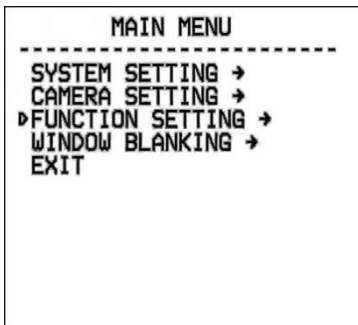 MAIN MENU
--------------------------
SYSTEM SETTING →
CAMERA SETTING →
▷FUNCTION SETTING →
WINDOW BLANKING →
EXIT